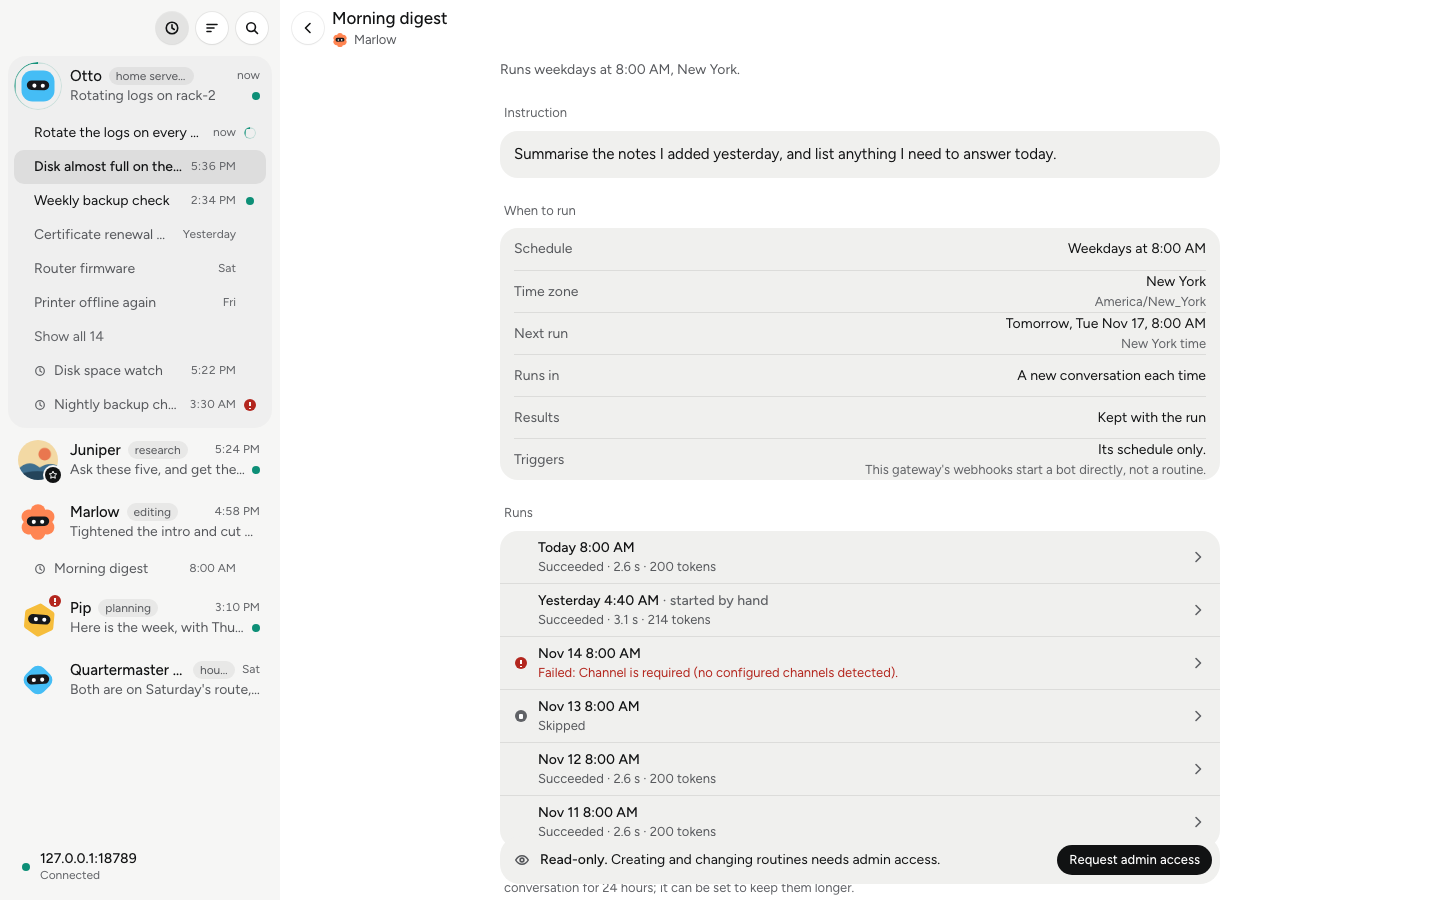 Otto home serve... now
Rotating logs on rack-2
Rotate the logs on every ... now
Disk almost full on the... 5:36 PM
Weekly backup check 2:34 PM
Certificate renewal ... Yesterday
Router firmware Sat
Printer offline again Fri
Show all 14
Disk space watch 5:22 PM
Nightly backup ch... 3:30 AM
Juniper research 5:24 PM
Ask these five, and get the...
Marlow editing 4:58 PM
Tightened the intro and cut ...
Morning digest 8:00 AM
Pip planning 3:10 PM
Here is the week, with Thu...
Quartermaster ... hou... Sat
Both are on Saturday's route,...
127.0.0.1:18789
Connected
Morning digest
Marlow
Runs weekdays at 8:00 AM, New York.
Instruction
Summarise the notes I added yesterday, and list anything I need to answer today.
When to run
Schedule Weekdays at 8:00 AM
Time zone New York
America/New_York
Next run Tomorrow, Tue Nov 17, 8:00 AM
New York time
Runs in A new conversation each time
Results Kept with the run
Triggers Its schedule only.
This gateway's webhooks start a bot directly, not a routine.
Runs
Today 8:00 AM
Succeeded · 2.6 s · 200 tokens
Yesterday 4:40 AM · started by hand
Succeeded · 3.1 s · 214 tokens
Nov 14 8:00 AM
Failed: Channel is required (no configured channels detected).
Nov 13 8:00 AM
Skipped
Nov 12 8:00 AM
Succeeded · 2.6 s · 200 tokens
Nov 11 8:00 AM
Succeeded · 2.6 s · 200 tokens
Read-only. Creating and changing routines needs admin access. Request admin access
conversation for 24 hours; it can be set to keep them longer.